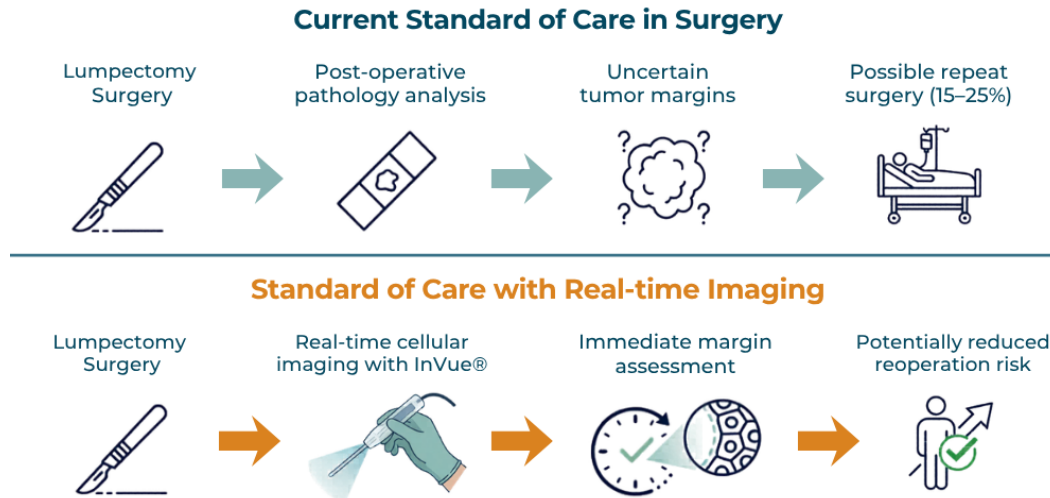 Current Standard of Care in Surgery
Lumpectomy
Surgery
Post-operative
pathology analysis
Uncertain
tumor margins
Possible repeat
surgery (15–25%)
? ?
? ?
Standard of Care with Real-time Imaging
Lumpectomy
Surgery
Real-time cellular
imaging with InVue®
Immediate margin
assessment
Potentially reduced
reoperation risk